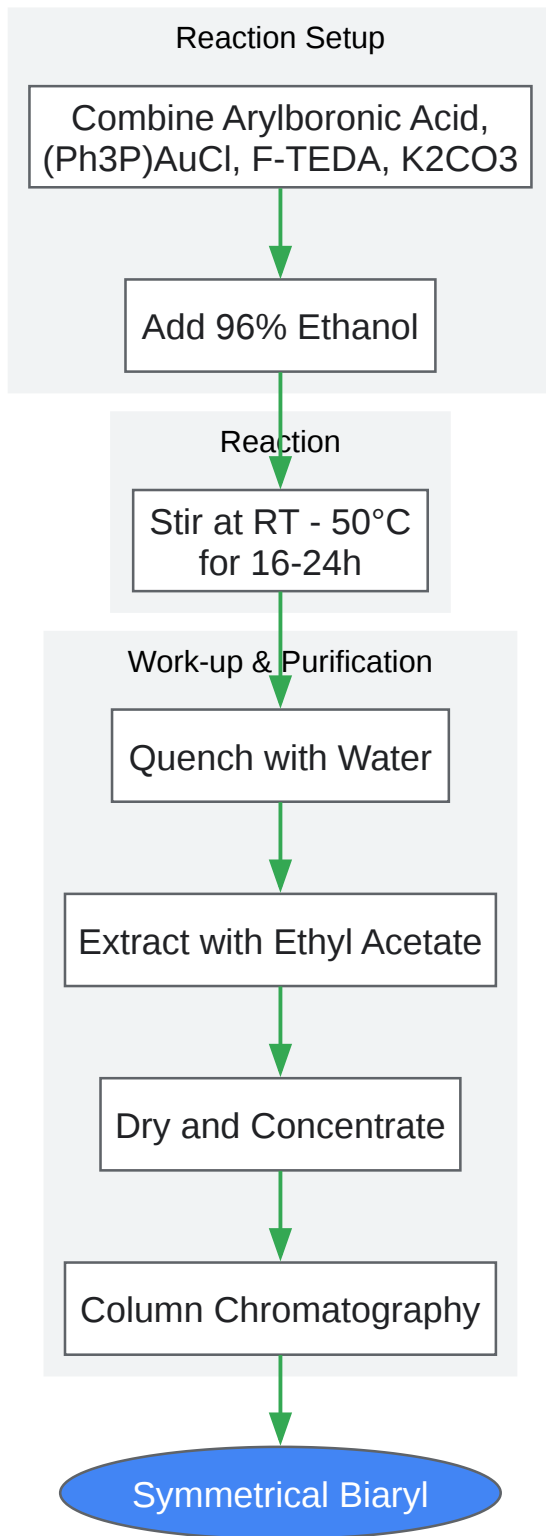 Reaction Setup
Combine Arylboronic Acid,
(Ph3P)AuCl, F-TEDA, K2CO3
Add 96% Ethanol
Reaction
Stir at RT - 50°C
for 16-24h
Work-up & Purification
Quench with Water
Extract with Ethyl Acetate
Dry and Concentrate
Column Chromatography
Symmetrical Biaryl